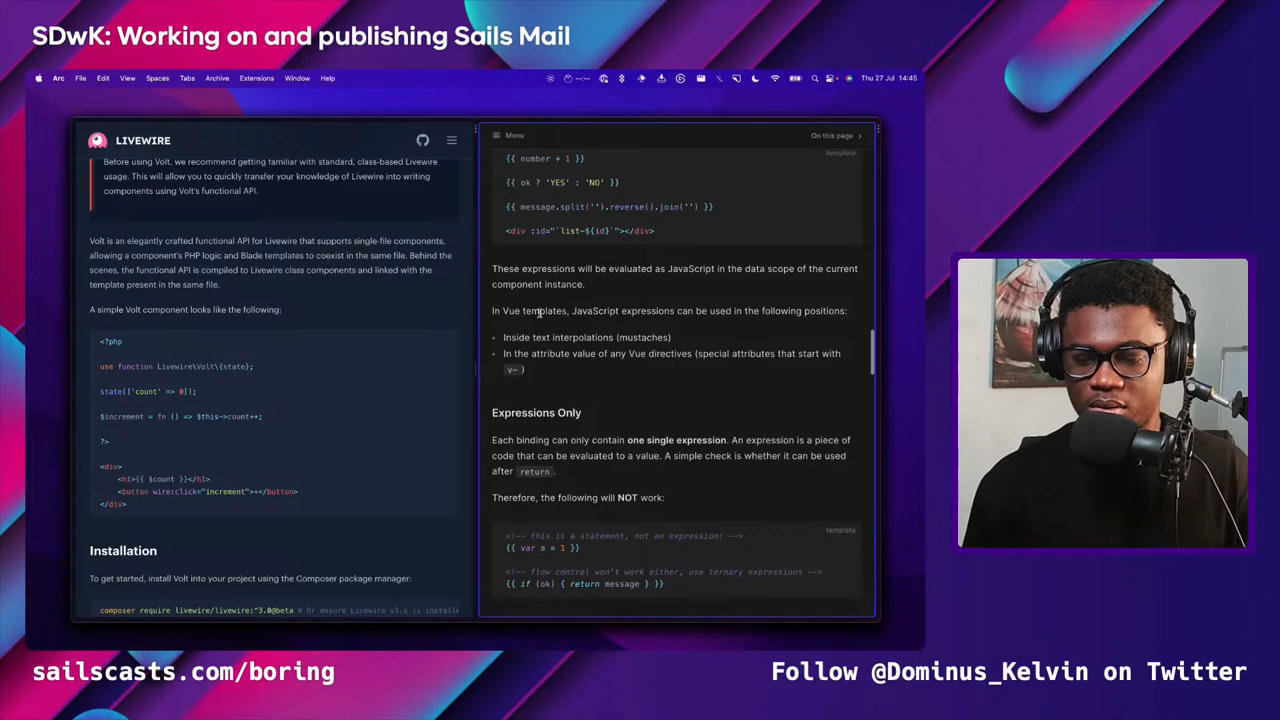 SDwK: Working on and publishing Sails Mail
Arc File Edit View Spaces Tabs Archive Extensions Window Help
Thu 27 Jul 14:45
LIVEWIRE
Before using Volt, we recommend getting familiar with standard, class-based Livewire
usage. This will allow you to quickly transfer your knowledge of Livewire into writing
components using Volt's functional API.
Volt is an elegantly crafted functional API for Livewire that supports single-file components,
allowing a component's PHP logic and Blade templates to coexist in the same file. Behind the
scenes, the functional API is compiled to Livewire class components and linked with the
template present in the same file.
A simple Volt component looks like the following:
<?php
use function Livewire\Volt\{state};
state(['count' => 0]);
$increment = fn () => $this->count++;
?>
<div>
<h1>{{ $count }}</h1>
<button wire:click="increment">+</button>
</div>
Installation
To get started, install Volt into your project using the Composer package manager:
composer require livewire/livewire:^3.0@beta # Or ensure Livewire v3.x is installe
Menu
On this page
template
{{ number + 1 }}
{{ ok ? 'YES' : 'NO' }}
{{ message.split('').reverse().join('') }}
<div :id="`list-${id}`"></div>
These expressions will be evaluated as JavaScript in the data scope of the current
component instance.
In Vue templates, JavaScript expressions can be used in the following positions:
• Inside text interpolations (mustaches)
• In the attribute value of any Vue directives (special attributes that start with
v- )
Expressions Only
Each binding can only contain one single expression. An expression is a piece of
code that can be evaluated to a value. A simple check is whether it can be used
after return .
Therefore, the following will NOT work:
template
<!-- this is a statement, not an expression: -->
{{ var a = 1 }}
<!-- flow control won't work either, use ternary expressions -->
{{ if (ok) { return message } }}
sailscasts.com/boring
Follow @Dominus_Kelvin on Twitter